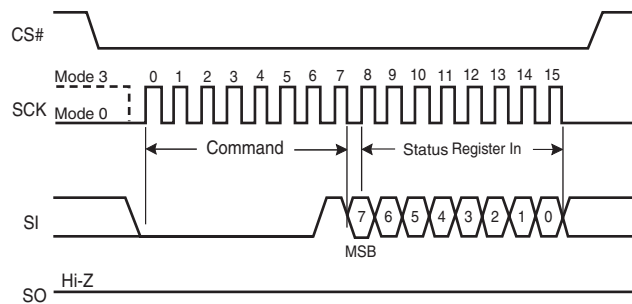 CS#
Mode 3
0 1 2 3 4 5 6 7 8 9 10 11 12 13 14 15
SCK
Mode 0
Command
Status Register In
SI
7 6 5 4 3 2 1 0
MSB
Hi-Z
SO